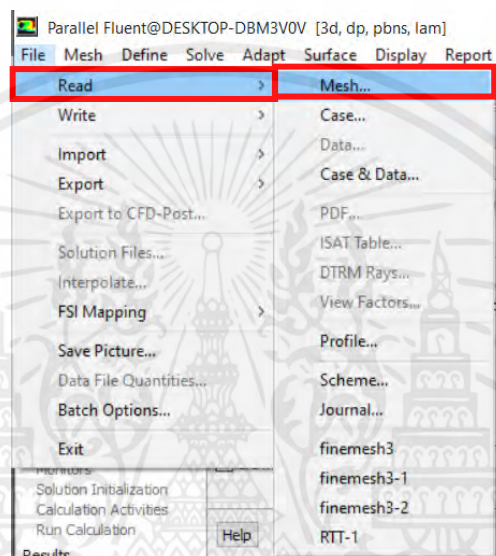 Parallel Fluent@DESKTOP-DBM3V0V [3d, dp, pbns, lam]
File Mesh Define Solve Adapt Surface Display Report
Read
Write
Import
Export
Export to CFD-Post...
Solution Files...
Interpolate...
FSI Mapping
Save Picture...
Data File Quantities...
Batch Options...
Exit
Mesh...
Case...
Data...
Case & Data...
PDF...
ISAT Table...
DTRM Rays...
View Factors...
Profile...
Scheme...
Journal...
finemesh3
finemesh3-1
finemesh3-2
RTT-1
Monitors
Solution Initialization
Calculation Activities
Run Calculation
Results
Help